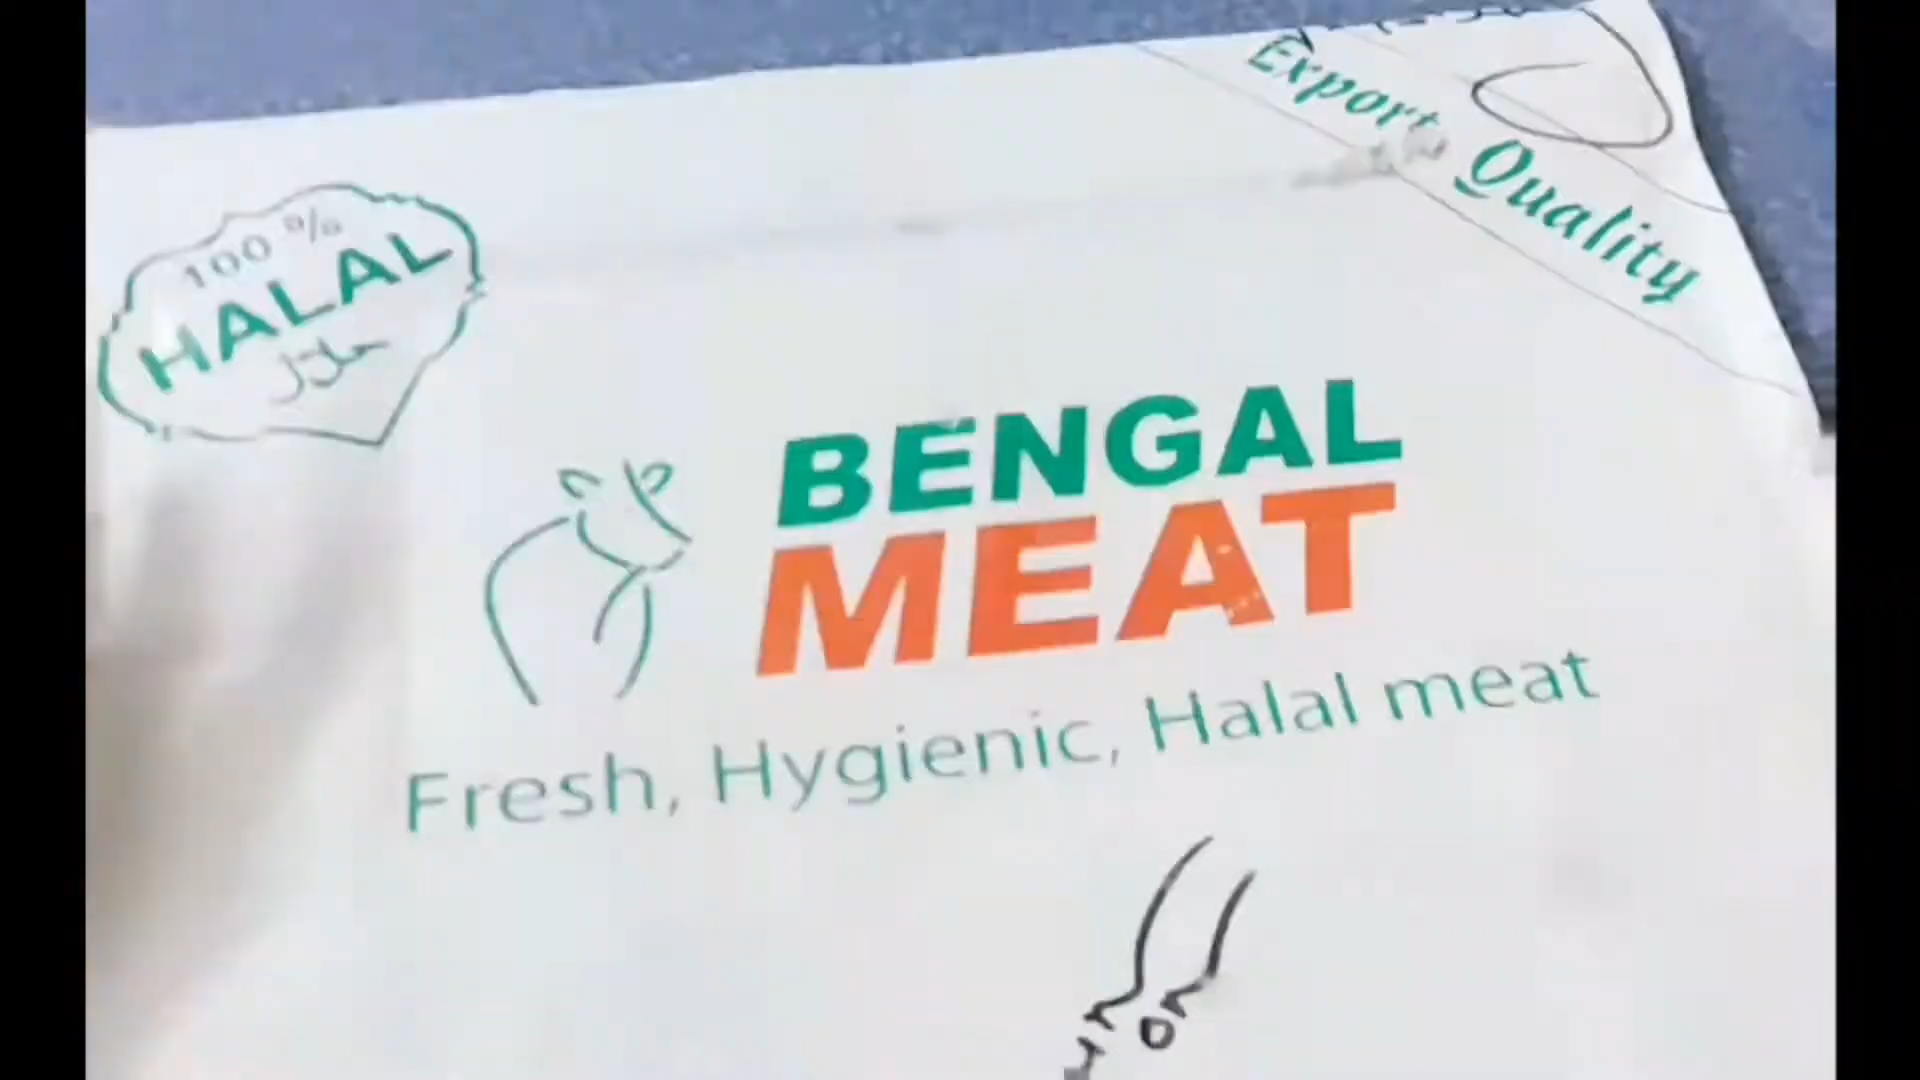 Export Quality
100 %
HALAL
حلال
BENGAL
MEAT
Fresh, Hygienic, Halal meat